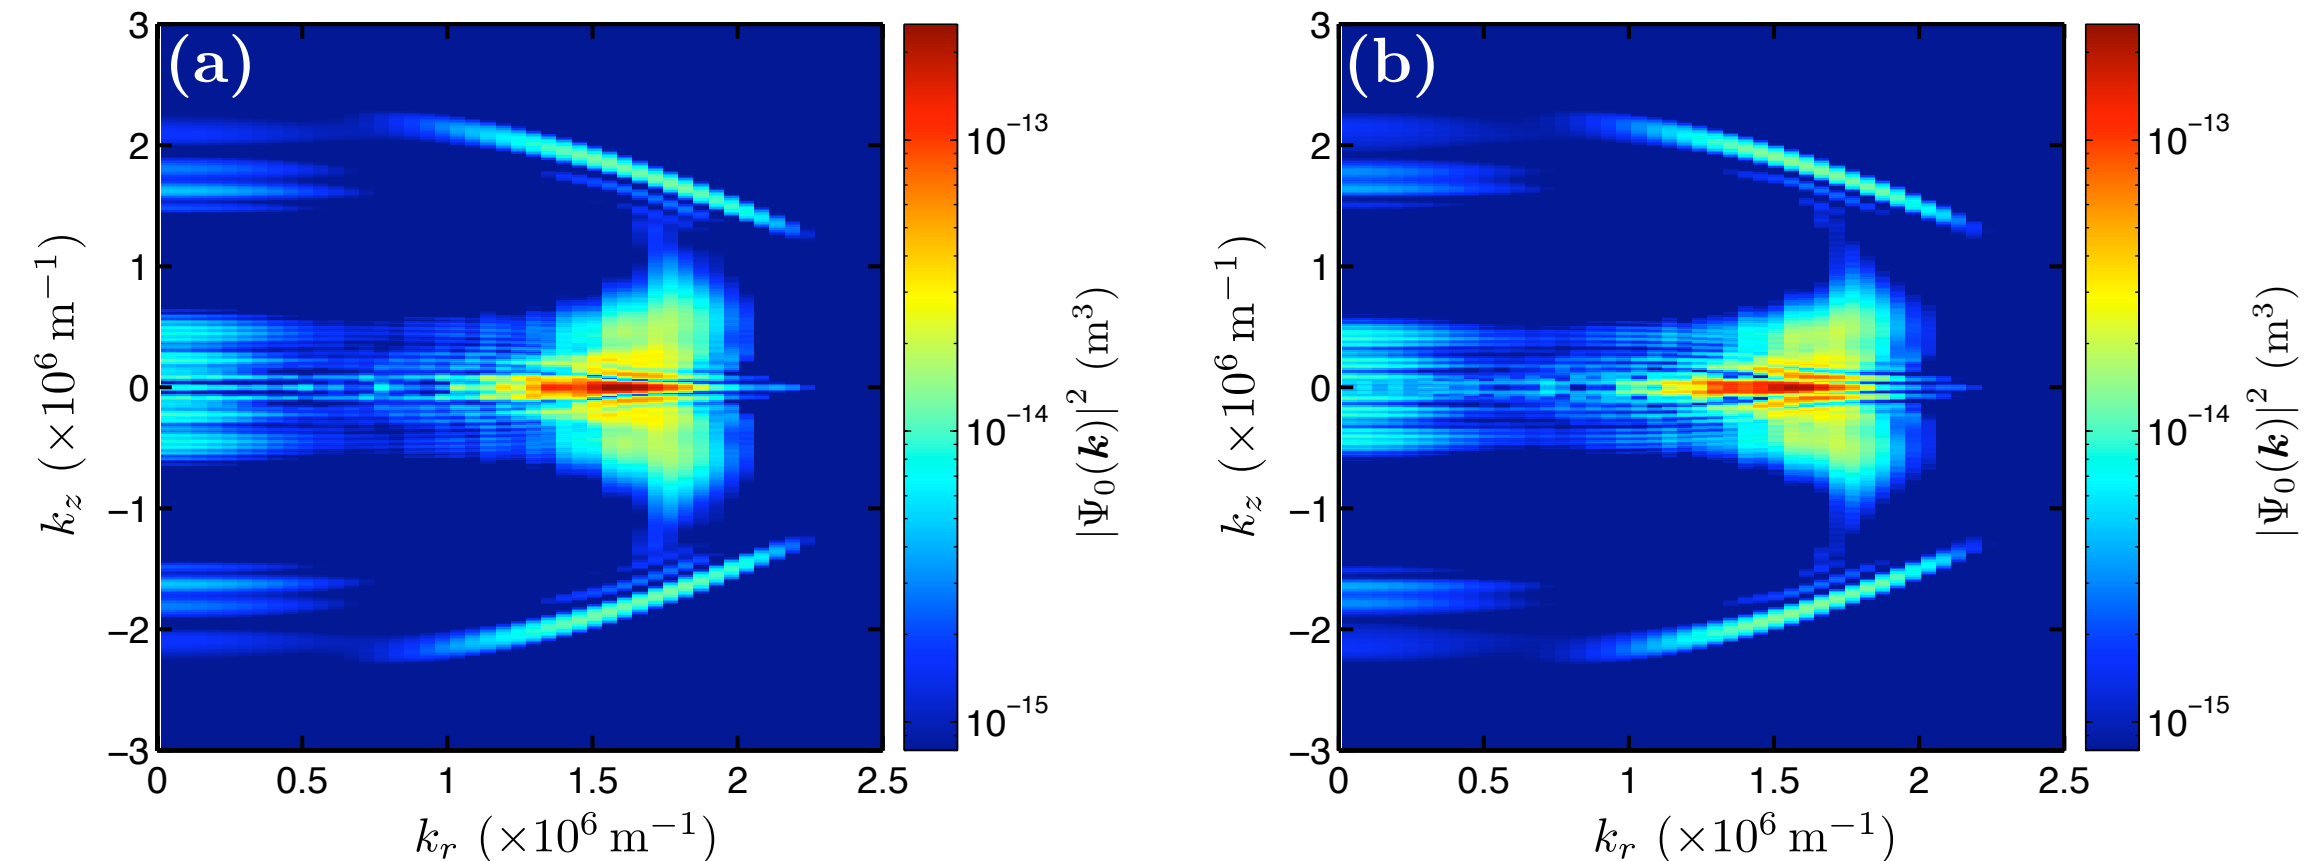 (a)
3
2
1
0
−1
−2
−3
k_z (×10^6 m^−1)
0 0.5 1 1.5 2 2.5
k_r (×10^6 m^−1)
10^−13
10^−14
10^−15
|Ψ_0(k)|^2 (m^3)
(b)
3
2
1
0
−1
−2
−3
k_z (×10^6 m^−1)
0 0.5 1 1.5 2 2.5
k_r (×10^6 m^−1)
10^−13
10^−14
10^−15
|Ψ_0(k)|^2 (m^3)